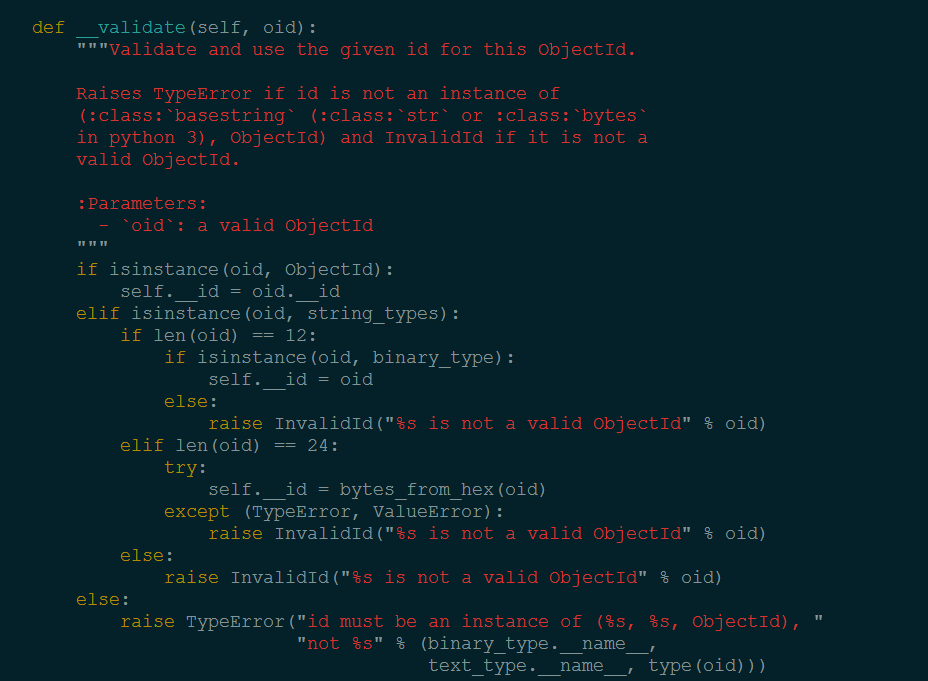 def __validate(self, oid):
    """Validate and use the given id for this ObjectId.

    Raises TypeError if id is not an instance of
    (:class:`basestring` (:class:`str` or :class:`bytes`
    in python 3), ObjectId) and InvalidId if it is not a
    valid ObjectId.

    :Parameters:
      - `oid`: a valid ObjectId
    """
    if isinstance(oid, ObjectId):
        self.__id = oid.__id
    elif isinstance(oid, string_types):
        if len(oid) == 12:
            if isinstance(oid, binary_type):
                self.__id = oid
            else:
                raise InvalidId("%s is not a valid ObjectId" % oid)
        elif len(oid) == 24:
            try:
                self.__id = bytes_from_hex(oid)
            except (TypeError, ValueError):
                raise InvalidId("%s is not a valid ObjectId" % oid)
        else:
            raise InvalidId("%s is not a valid ObjectId" % oid)
    else:
        raise TypeError("id must be an instance of (%s, %s, ObjectId), "
                        "not %s" % (binary_type.__name__,
                                    text_type.__name__, type(oid)))